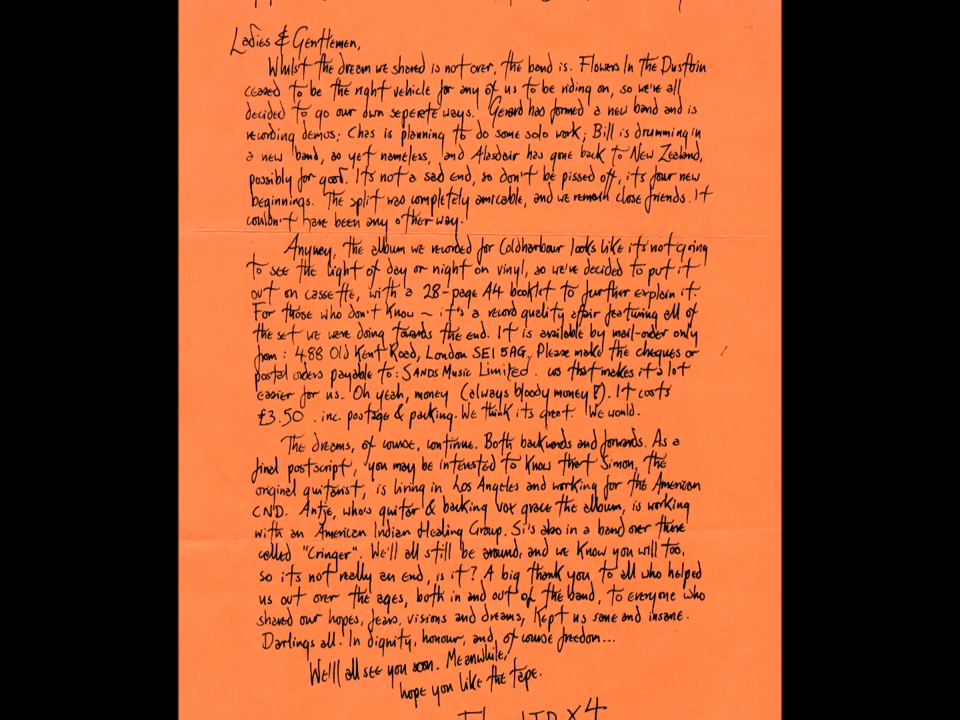 Ladies & Gentlemen,
Whilst the dream we shared is not over, the band is. Flowers In The Dustbin
ceased to be the right vehicle for any of us to be riding on, so we're all
decided to go our own seperate ways. Gerard has formed a new band and is
recording demos; Chas is planning to do some solo work; Bill is drumming in
a new band, as yet nameless, and Alasdair has gone back to New Zealand,
possibly for good. It's not a sad end, so don't be pissed off, it's four new
beginnings. The split was completely amicable, and we remain close friends. It
couldn't have been any other way.
Anyway, the album we recorded for Coldharbour looks like it's not going
to see the light of day or night on vinyl, so we've decided to put it
out on cassette, with a 28-page A4 booklet to further explain it.
For those who don't know ~ it's a record quality affair featuring all of
the set we were doing towards the end. It is available by mail-order only
from: 488 Old Kent Road, London SE1 5AG. Please make the cheques or
postal orders payable to: SANDS Music Limited. us that makes it a lot
easier for us. Oh yeah, money (always bloody money?). It costs
£3.50 . inc. postage & packing. We think its great. We would.
The dreams, of course, continue. Both backwards and forwards. As a
final postscript, you may be interested to know that Simon, the
original guitarist, is living in Los Angeles and working for the American
CND. Antje, who's guitar & backing vox grace the album, is working
with an American Indian Healing Group. Si's also in a band over there
called "Cringer". We'll all still be around, and we know you will too,
so it's not really an end, is it? A big thank you to all who helped
us out over the ages, both in and out of the band, to everyone who
shared our hopes, fears, visions and dreams, kept us sane and insane.
Darlings all. In dignity, honour, and, of course freedom...
We'll all see you soon. Meanwhile,
hope you like the tape.